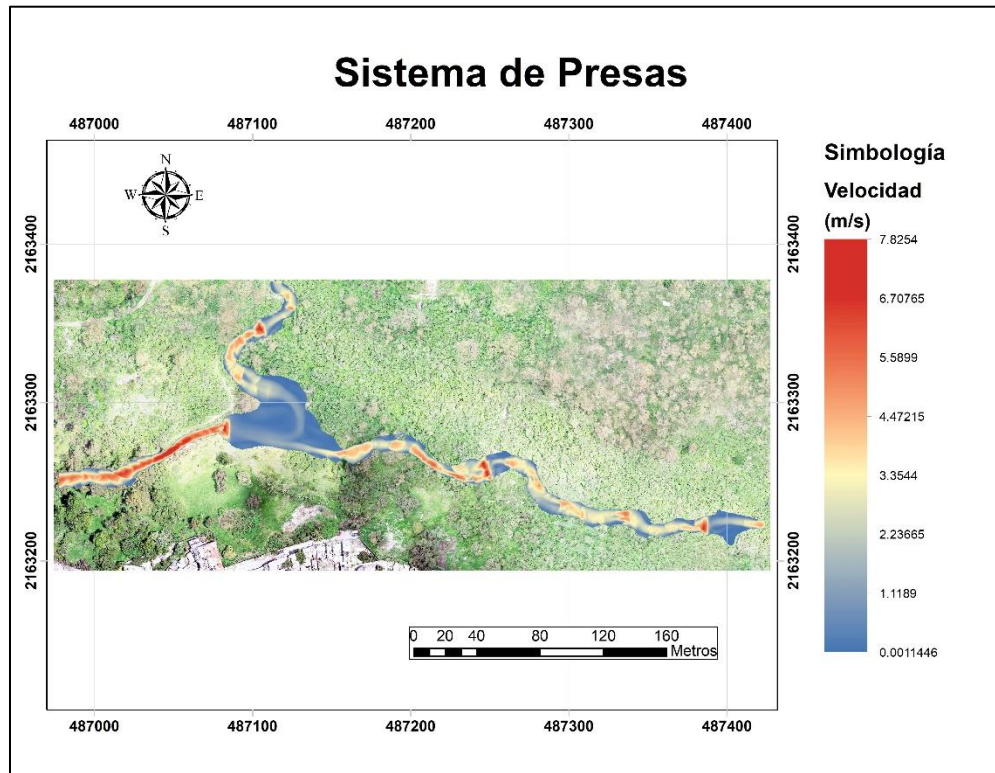 Sistema de Presas
487000 487100 487200 487300 487400
N
W E
S
2163400 2163400
2163300 2163300
2163200 2163200
0 20 40 80 120 160
Metros
487000 487100 487200 487300 487400
Simbología
Velocidad
(m/s)
7.8254
6.70765
5.5899
4.47215
3.3544
2.23665
1.1189
0.0011446